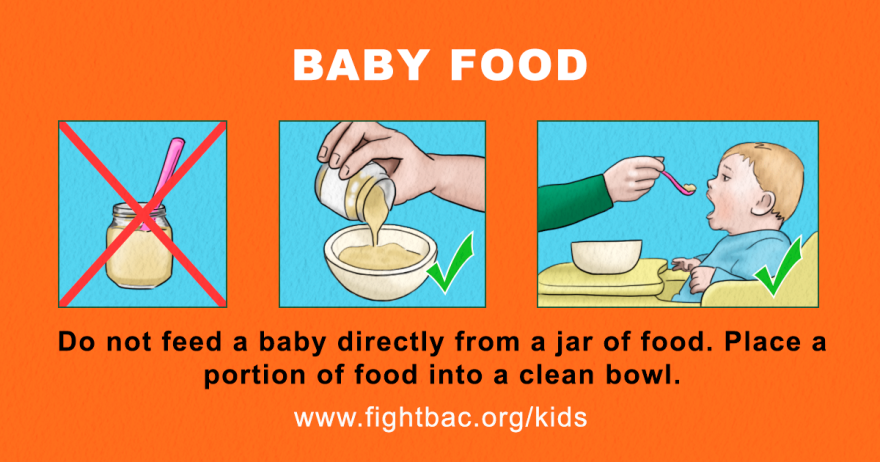 BABY FOOD
Do not feed a baby directly from a jar of food. Place a
portion of food into a clean bowl.
www.fightbac.org/kids